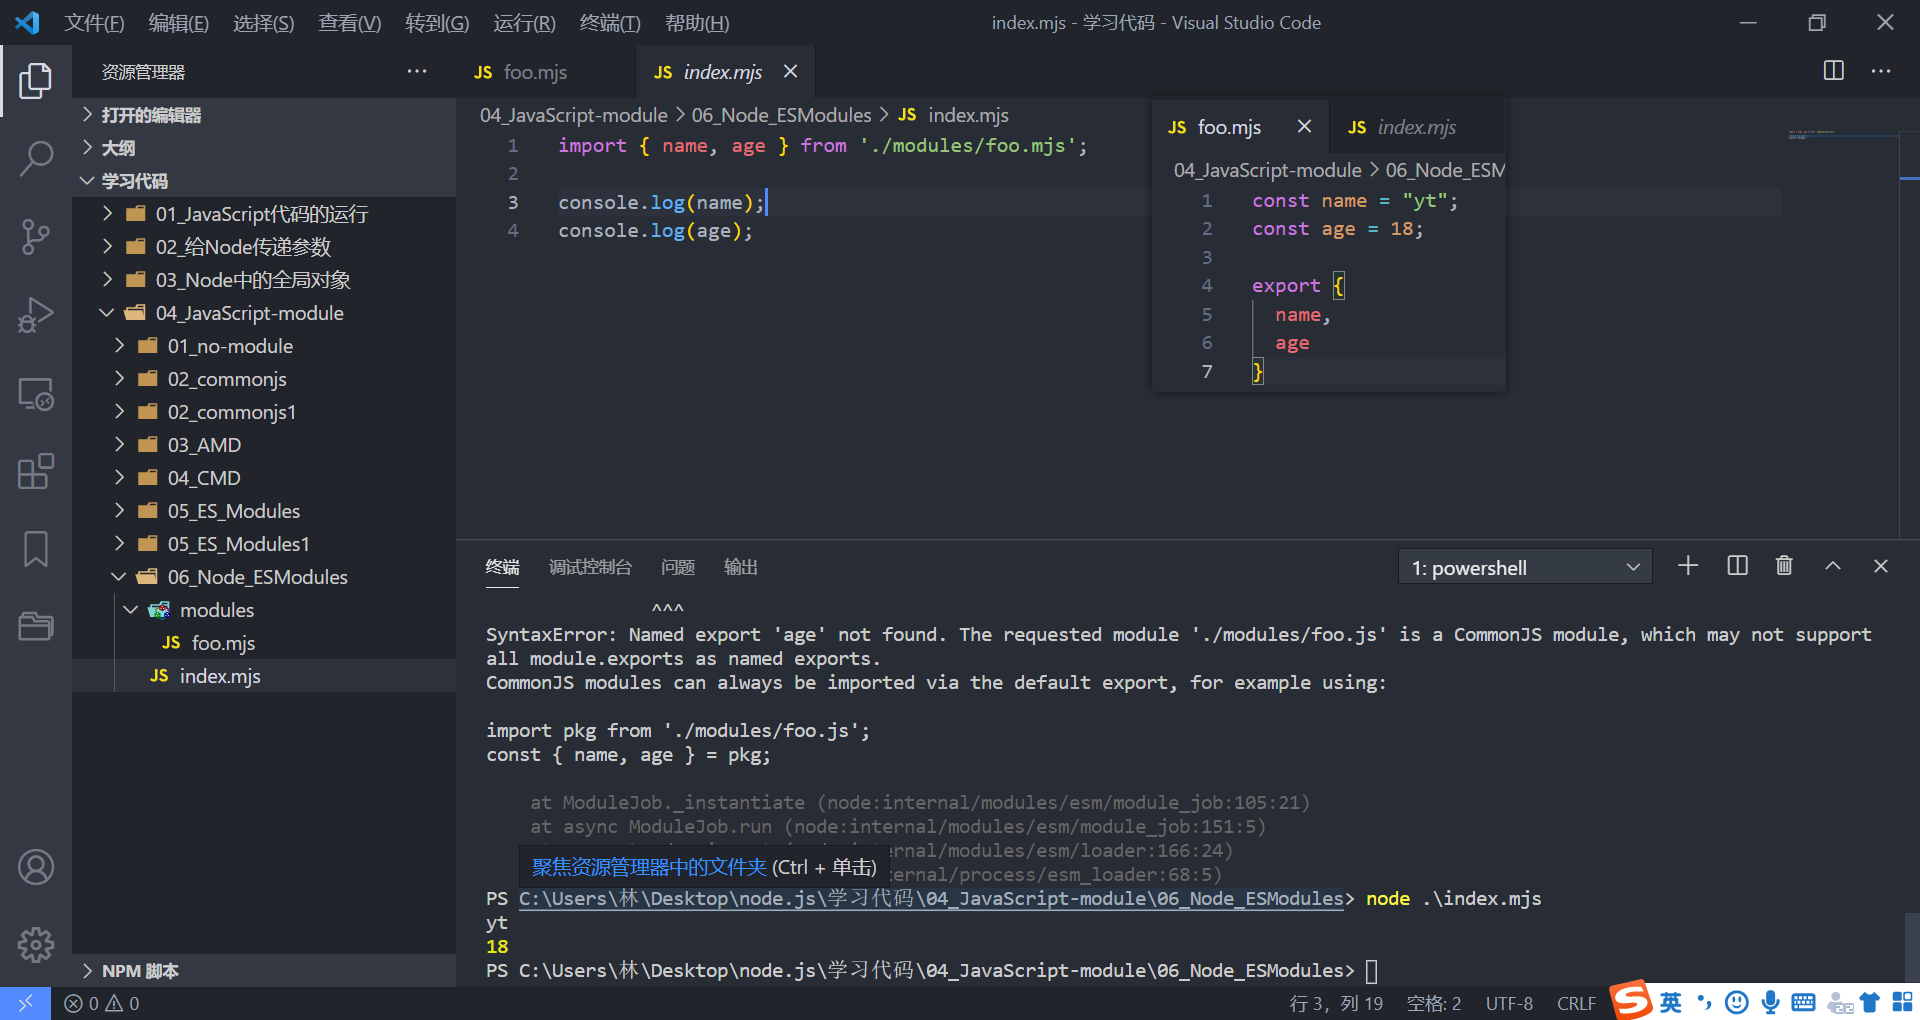 文件(F) 编辑(E) 选择(S) 查看(V) 转到(G) 运行(R) 终端(T) 帮助(H) index.mjs - 学习代码 - Visual Studio Code
资源管理器 ···
打开的编辑器
大纲
学习代码
01_JavaScript代码的运行
02_给Node传递参数
03_Node中的全局对象
04_JavaScript-module
01_no-module
02_commonjs
02_commonjs1
03_AMD
04_CMD
05_ES_Modules
05_ES_Modules1
06_Node_ESModules
modules
JS foo.mjs
JS index.mjs
NPM 脚本
JS foo.mjs JS index.mjs
04_JavaScript-module > 06_Node_ESModules > JS index.mjs
1 import { name, age } from './modules/foo.mjs';
2
3 console.log(name);
4 console.log(age);
JS foo.mjs JS index.mjs
04_JavaScript-module > 06_Node_ESM
1 const name = "yt";
2 const age = 18;
3
4 export {
5 name,
6 age
7 }
终端 调试控制台 问题 输出 1: powershell
^^^
SyntaxError: Named export 'age' not found. The requested module './modules/foo.js' is a CommonJS module, which may not support
all module.exports as named exports.
CommonJS modules can always be imported via the default export, for example using:
import pkg from './modules/foo.js';
const { name, age } = pkg;
at ModuleJob._instantiate (node:internal/modules/esm/module_job:105:21)
at async ModuleJob.run (node:internal/modules/esm/module_job:151:5)
nternal/modules/esm/loader:166:24)
聚焦资源管理器中的文件夹 (Ctrl + 单击)
ternal/process/esm_loader:68:5)
PS C:\Users\林\Desktop\node.js\学习代码\04_JavaScript-module\06_Node_ESModules> node .\index.mjs
yt
18
PS C:\Users\林\Desktop\node.js\学习代码\04_JavaScript-module\06_Node_ESModules>
0 0 行 3，列 19 空格: 2 UTF-8 CRLF 英